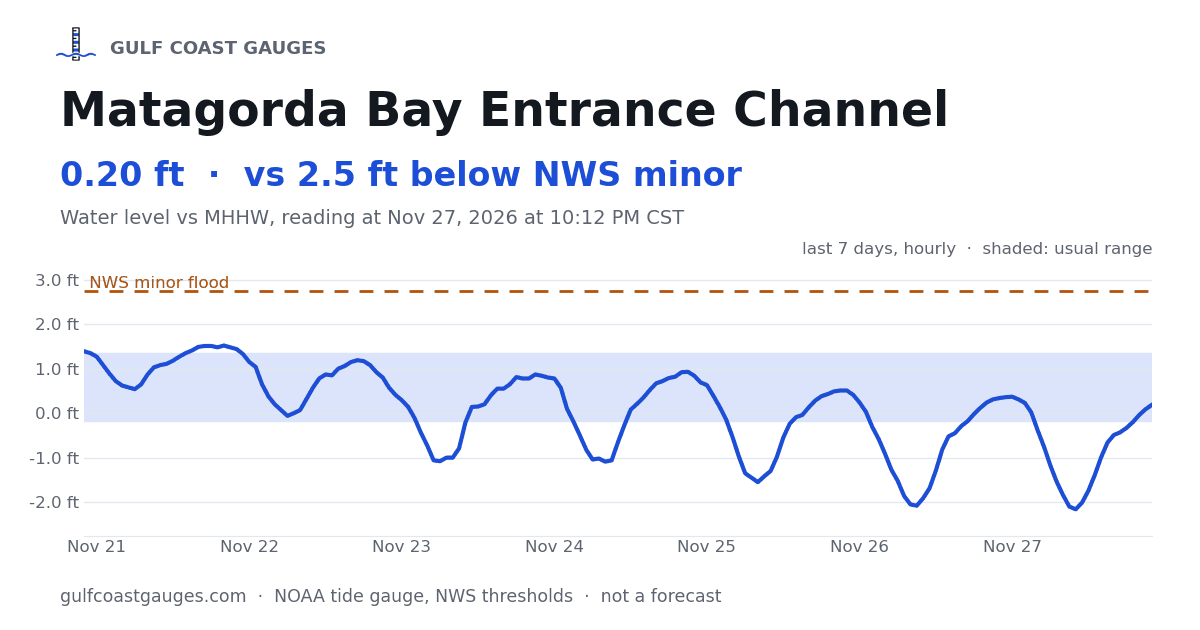 GULF COAST GAUGES
Matagorda Bay Entrance Channel
0.20 ft · vs 2.5 ft below NWS minor
Water level vs MHHW, reading at Nov 27, 2026 at 10:12 PM CST
last 7 days, hourly · shaded: usual range
3.0 ft
NWS minor flood
2.0 ft
1.0 ft
0.0 ft
-1.0 ft
-2.0 ft
Nov 21 Nov 22 Nov 23 Nov 24 Nov 25 Nov 26 Nov 27
gulfcoastgauges.com · NOAA tide gauge, NWS thresholds · not a forecast